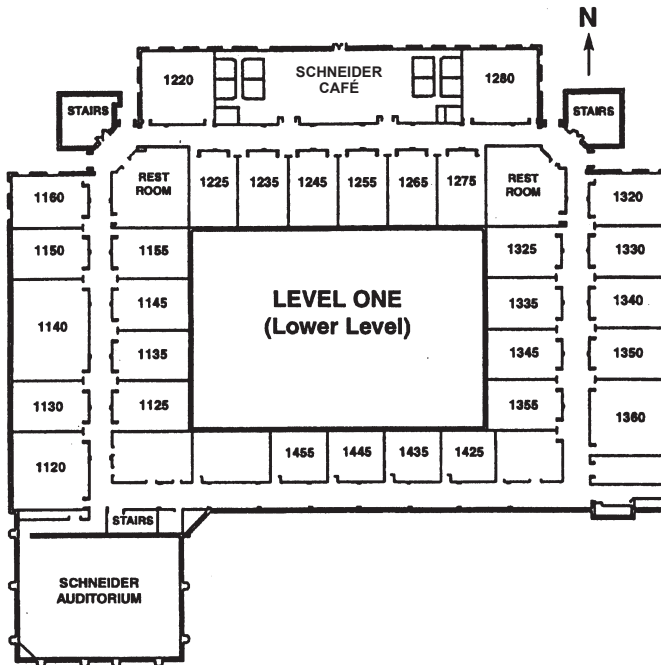 N
1220
SCHNEIDER
CAFÉ
1280
STAIRS
STAIRS
REST
ROOM
1225
1235
1245
1255
1265
1275
REST
ROOM
1160
1320
1150
1155
1325
1330
LEVEL ONE
(Lower Level)
1140
1145
1335
1340
1135
1345
1350
1130
1125
1355
1360
1120
1455
1445
1435
1425
STAIRS
SCHNEIDER
AUDITORIUM